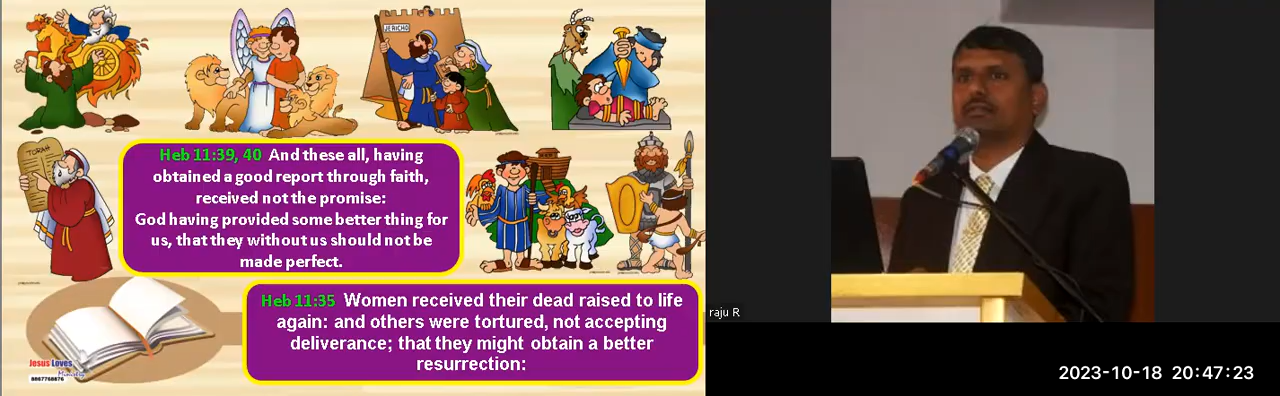 JERICHO
TORAH
Heb 11:39, 40 And these all, having
obtained a good report through faith,
received not the promise:
God having provided some better thing for
us, that they without us should not be
made perfect.
Heb 11:35 Women received their dead raised to life
again: and others were tortured, not accepting
deliverance; that they might obtain a better
resurrection:
Jesus Loves
Ministry
8867768876
raju R
2023-10-18 20:47:23